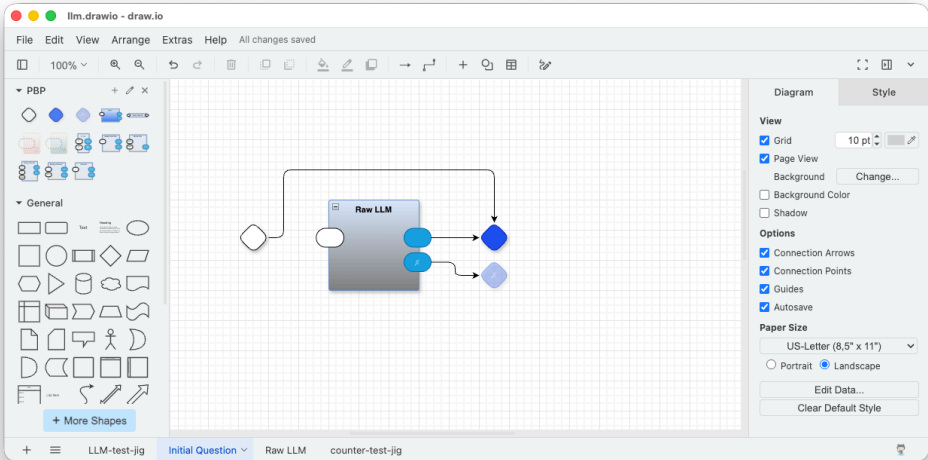 llm.drawio - draw.io
File Edit View Arrange Extras Help All changes saved
100%
PBP
General
Text
Heading
+ More Shapes
Raw LLM
Diagram Style
View
Grid 10 pt
Page View
Background Change...
Background Color
Shadow
Options
Connection Arrows
Connection Points
Guides
Autosave
Paper Size
US-Letter (8,5" x 11")
Portrait Landscape
Edit Data...
Clear Default Style
LLM-test-jig Initial Question Raw LLM counter-test-jig